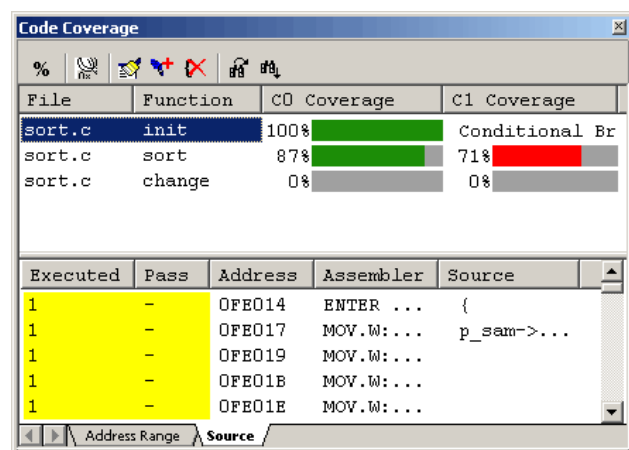 Code Coverage
%
File Function C0 Coverage C1 Coverage
sort.c init 100% Conditional Br
sort.c sort 87% 71%
sort.c change 0% 0%
Executed Pass Address Assembler Source
1 - 0FE014 ENTER ... {
1 - 0FE017 MOV.W:... p_sam->...
1 - 0FE019 MOV.W:...
1 - 0FE01B MOV.W:...
1 - 0FE01E MOV.W:...
Address Range Source